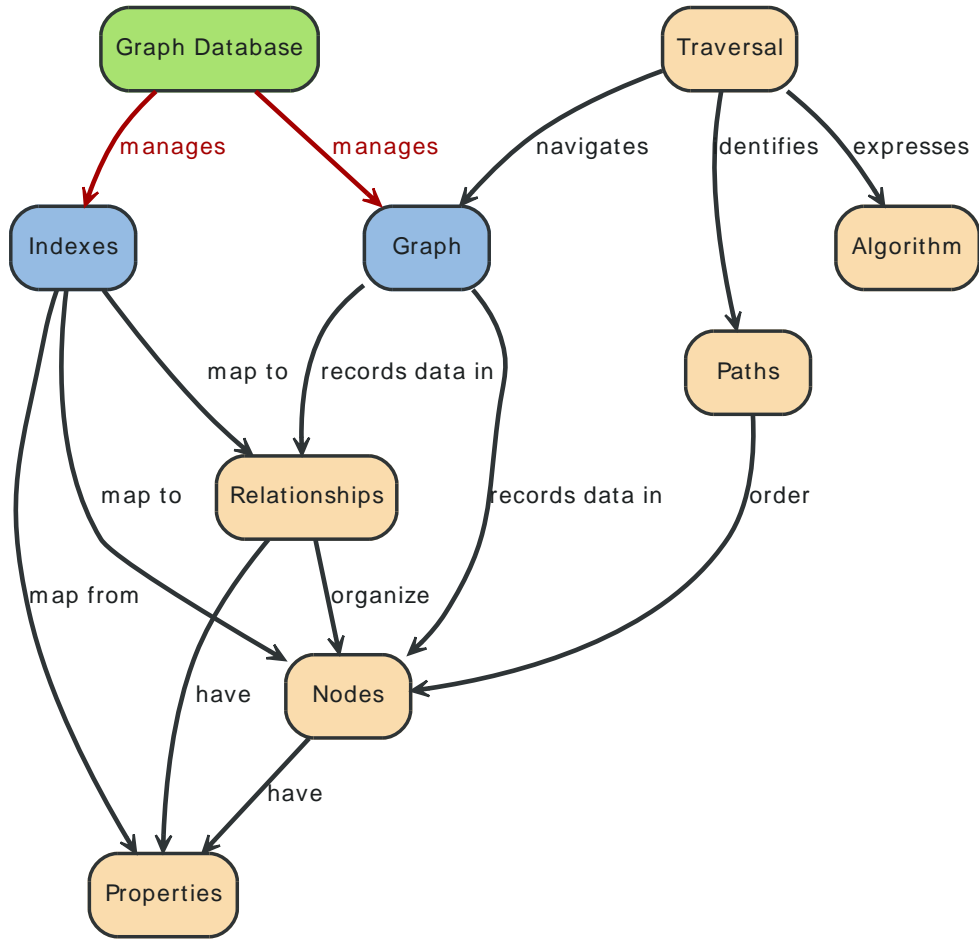 Graph Database
Traversal
manages
manages
navigates
identifies
expresses
Indexes
Graph
Algorithm
map to
records data in
Paths
Relationships
map to
records data in
order
map from
organize
have
Nodes
have
Properties